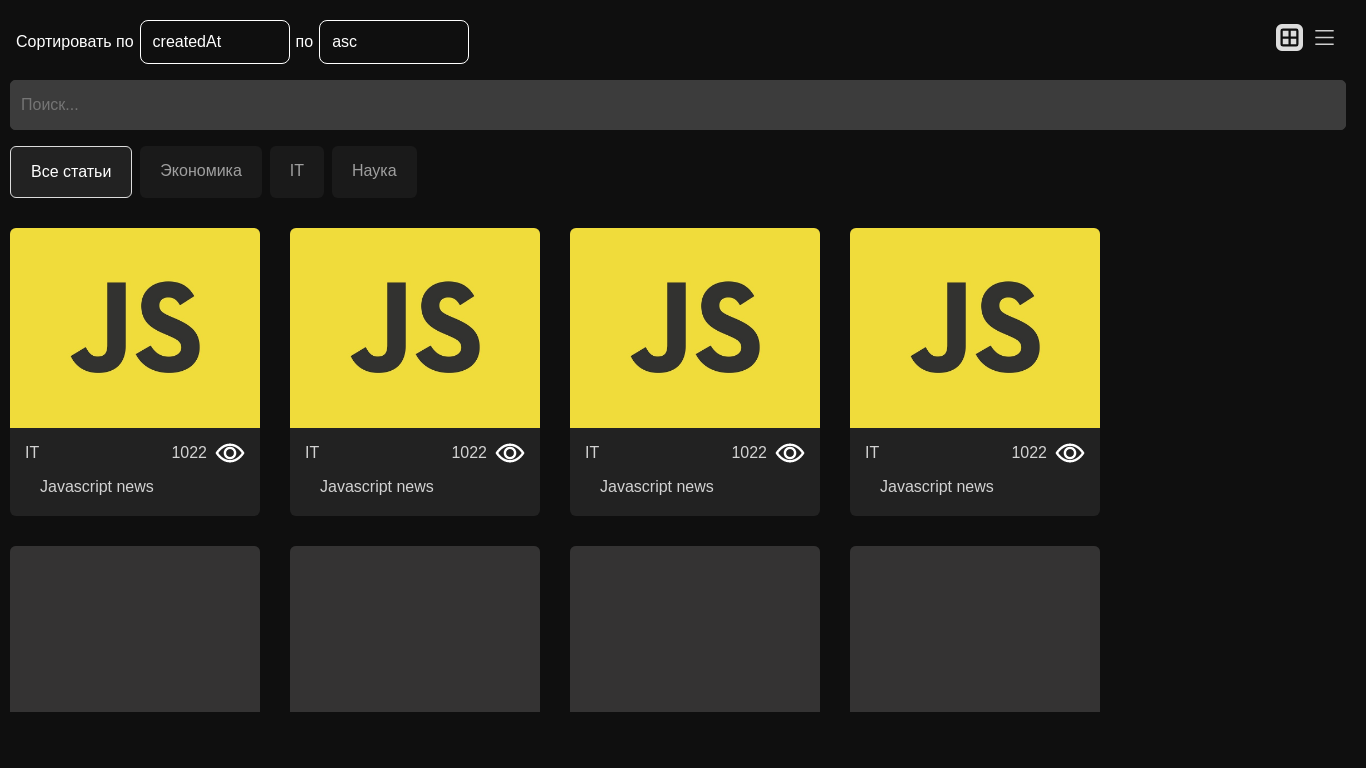 Сортировать по createdAt по asc
Поиск...
Все статьи Экономика IT Наука
JS JS JS JS
IT 1022 IT 1022 IT 1022 IT 1022
Javascript news Javascript news Javascript news Javascript news